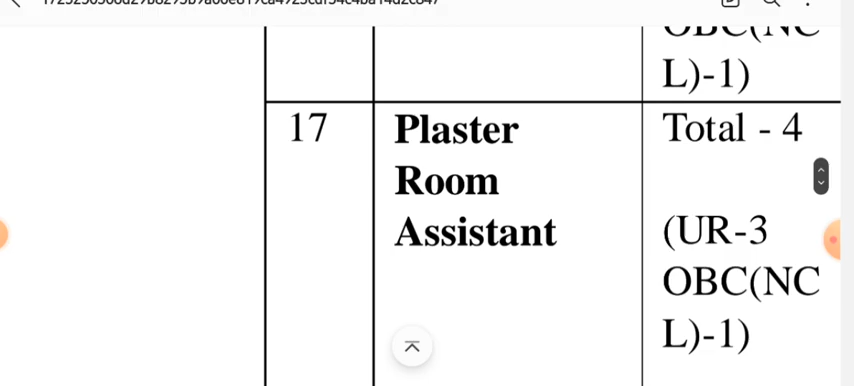 L)-1)
17 Plaster Total - 4
Room
Assistant (UR-3
OBC(NC
L)-1)